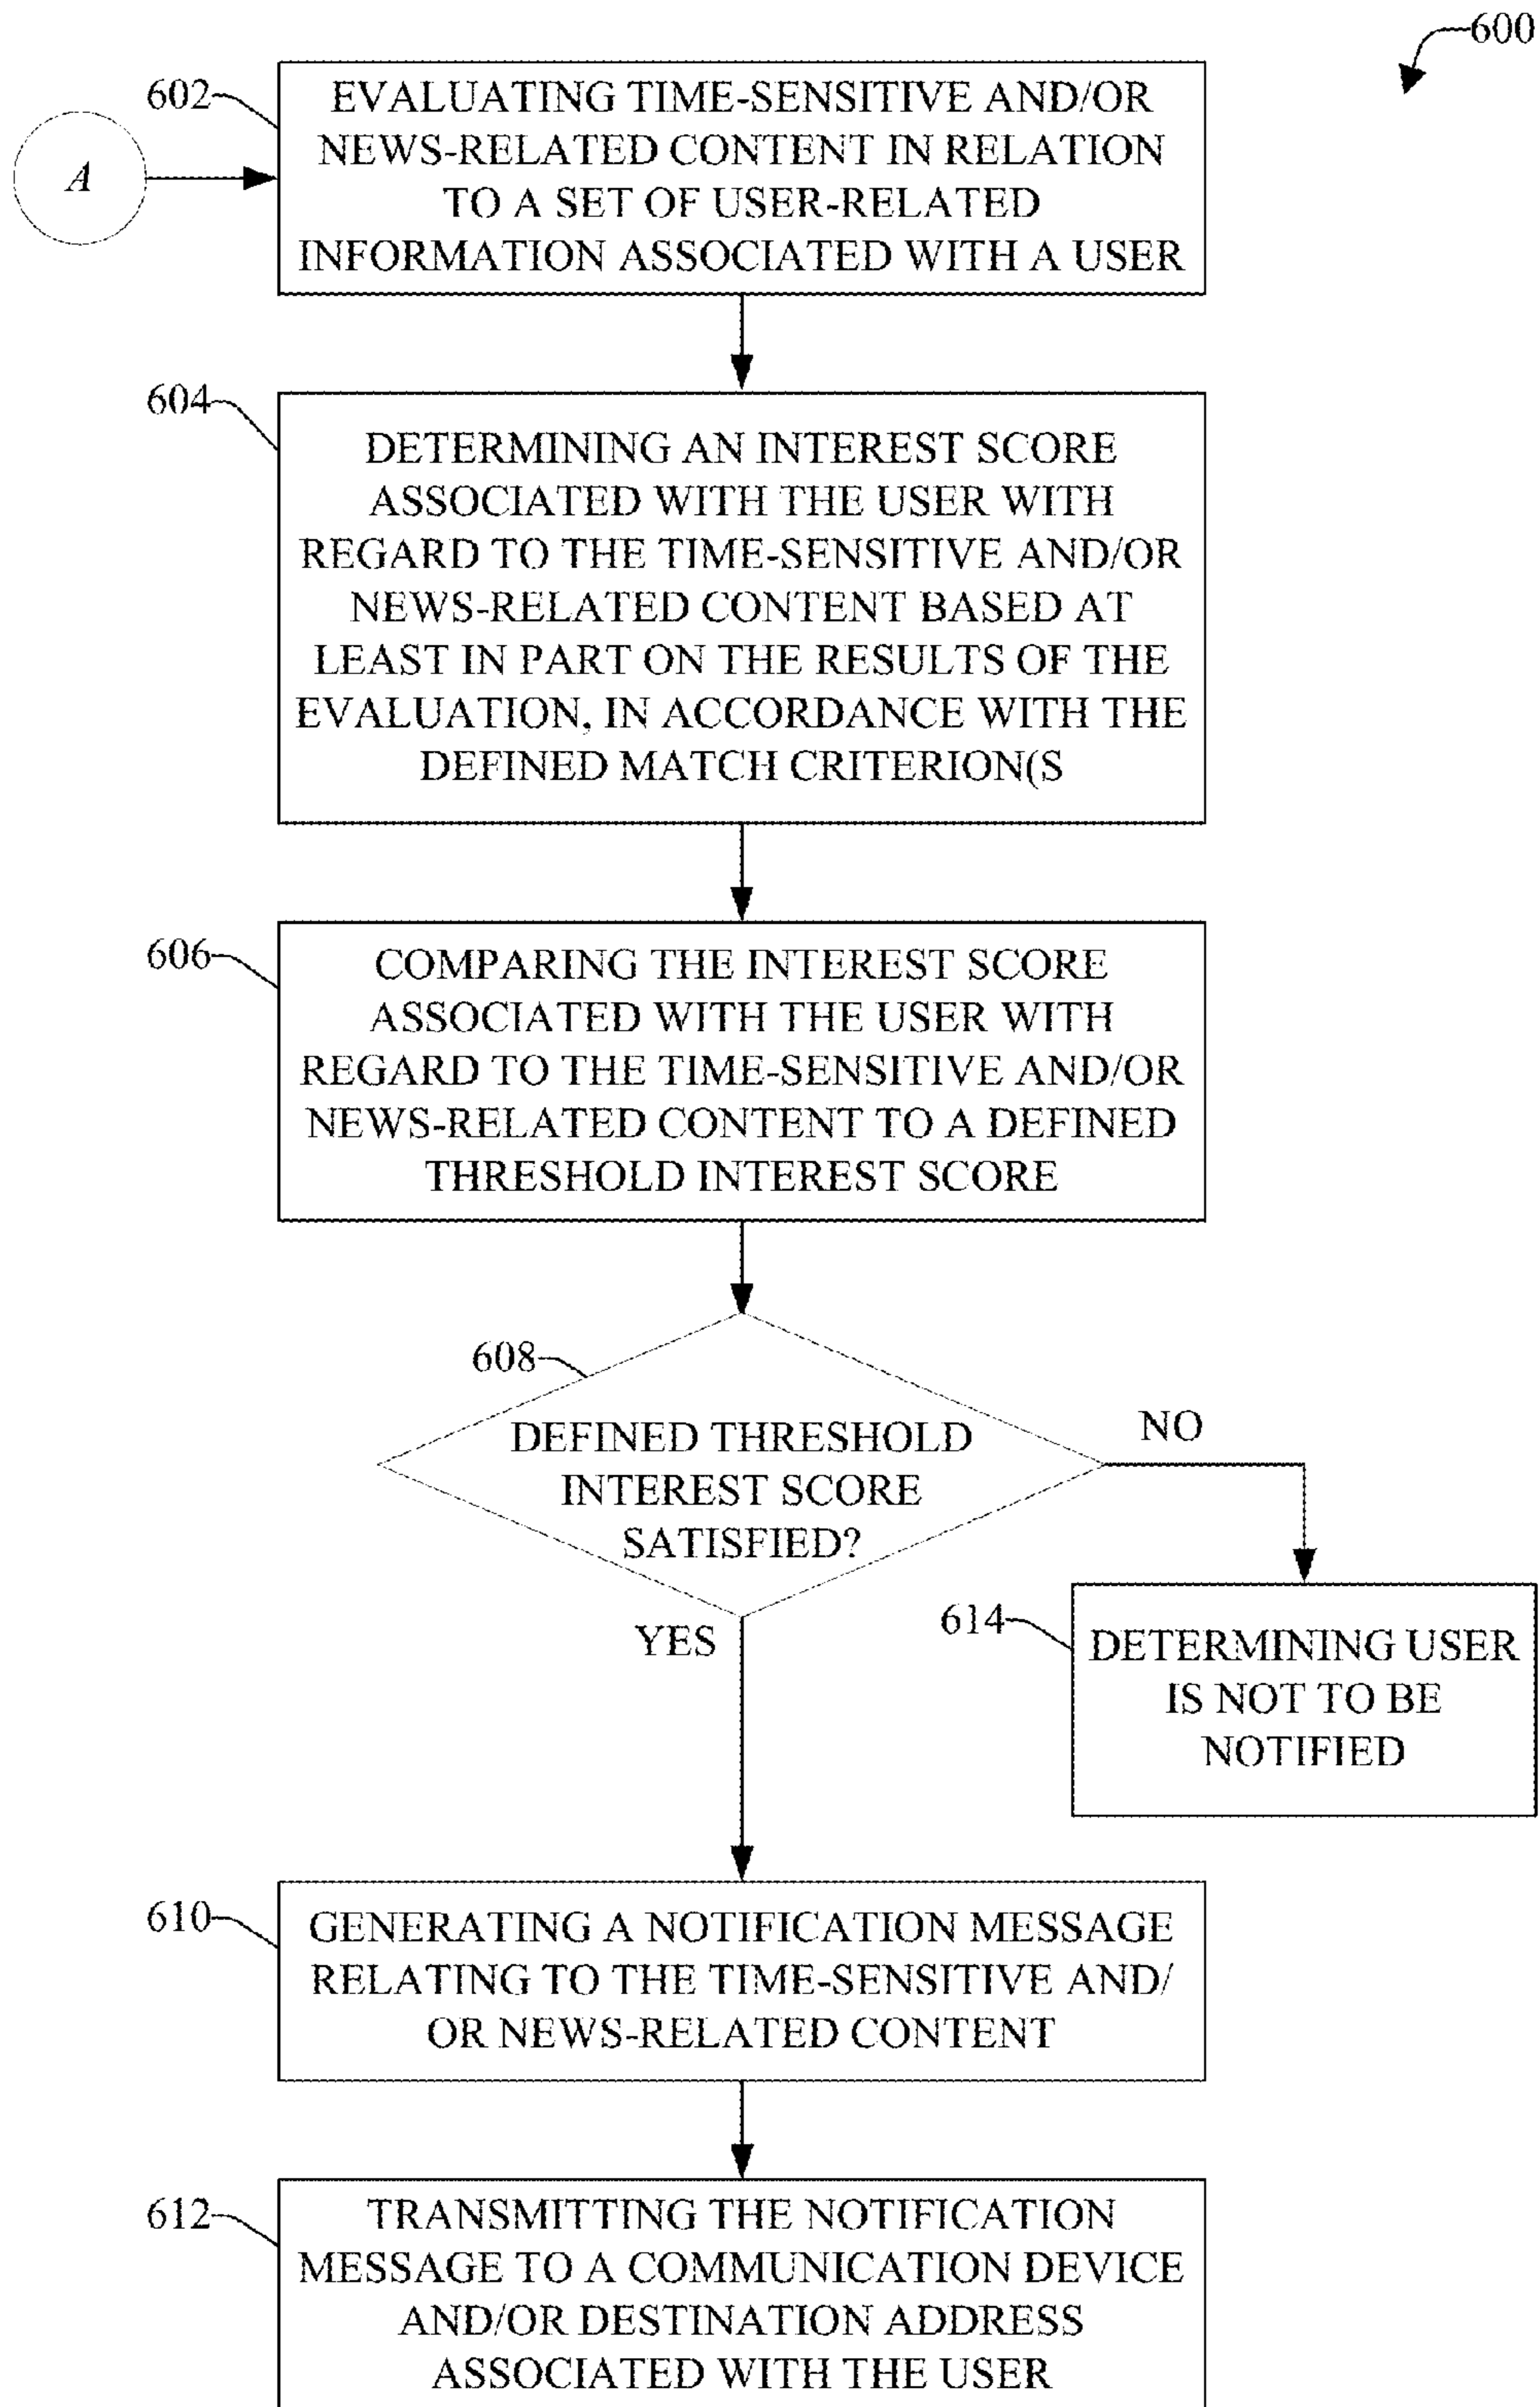 600
602
EVALUATING TIME-SENSITIVE AND/OR
NEWS-RELATED CONTENT IN RELATION
TO A SET OF USER-RELATED
INFORMATION ASSOCIATED WITH A USER
A
604
DETERMINING AN INTEREST SCORE
ASSOCIATED WITH THE USER WITH
REGARD TO THE TIME-SENSITIVE AND/OR
NEWS-RELATED CONTENT BASED AT
LEAST IN PART ON THE RESULTS OF THE
EVALUATION, IN ACCORDANCE WITH THE
DEFINED MATCH CRITERION(S
606
COMPARING THE INTEREST SCORE
ASSOCIATED WITH THE USER WITH
REGARD TO THE TIME-SENSITIVE AND/OR
NEWS-RELATED CONTENT TO A DEFINED
THRESHOLD INTEREST SCORE
608
DEFINED THRESHOLD
INTEREST SCORE
SATISFIED?
NO
YES
614
DETERMINING USER
IS NOT TO BE
NOTIFIED
610
GENERATING A NOTIFICATION MESSAGE
RELATING TO THE TIME-SENSITIVE AND/
OR NEWS-RELATED CONTENT
612
TRANSMITTING THE NOTIFICATION
MESSAGE TO A COMMUNICATION DEVICE
AND/OR DESTINATION ADDRESS
ASSOCIATED WITH THE USER